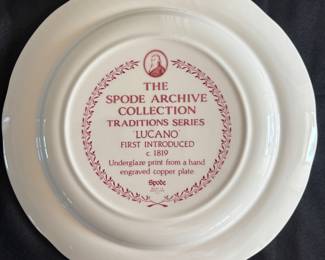 THE
SPODE ARCHIVE
COLLECTION
TRADITIONS SERIES
'LUCANO'
FIRST INTRODUCED
c 1819
Underglaze print from a hand
engraved copper plate
Spode